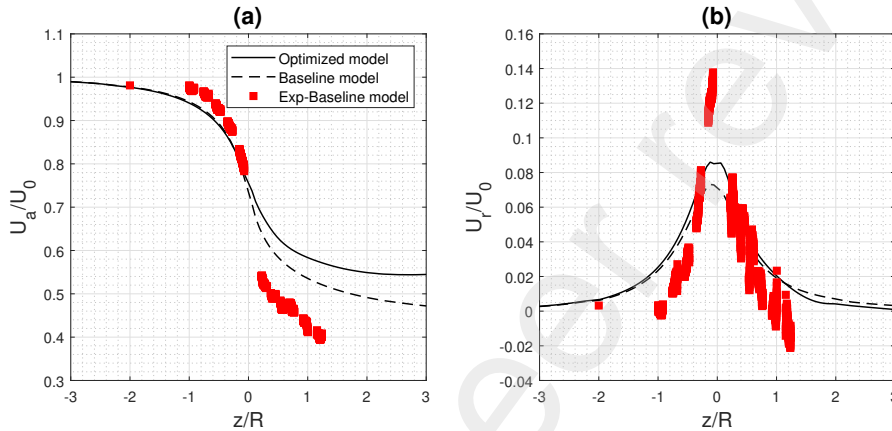 (a)
1.1
1
0.9
0.8
0.7
0.6
0.5
0.4
0.3
U_a/U_0
-3 -2 -1 0 1 2 3
z/R
Optimized model
Baseline model
Exp-Baseline model
(b)
0.16
0.14
0.12
0.1
0.08
0.06
0.04
0.02
0
-0.02
-0.04
U_r/U_0
-3 -2 -1 0 1 2 3
z/R
eer rev